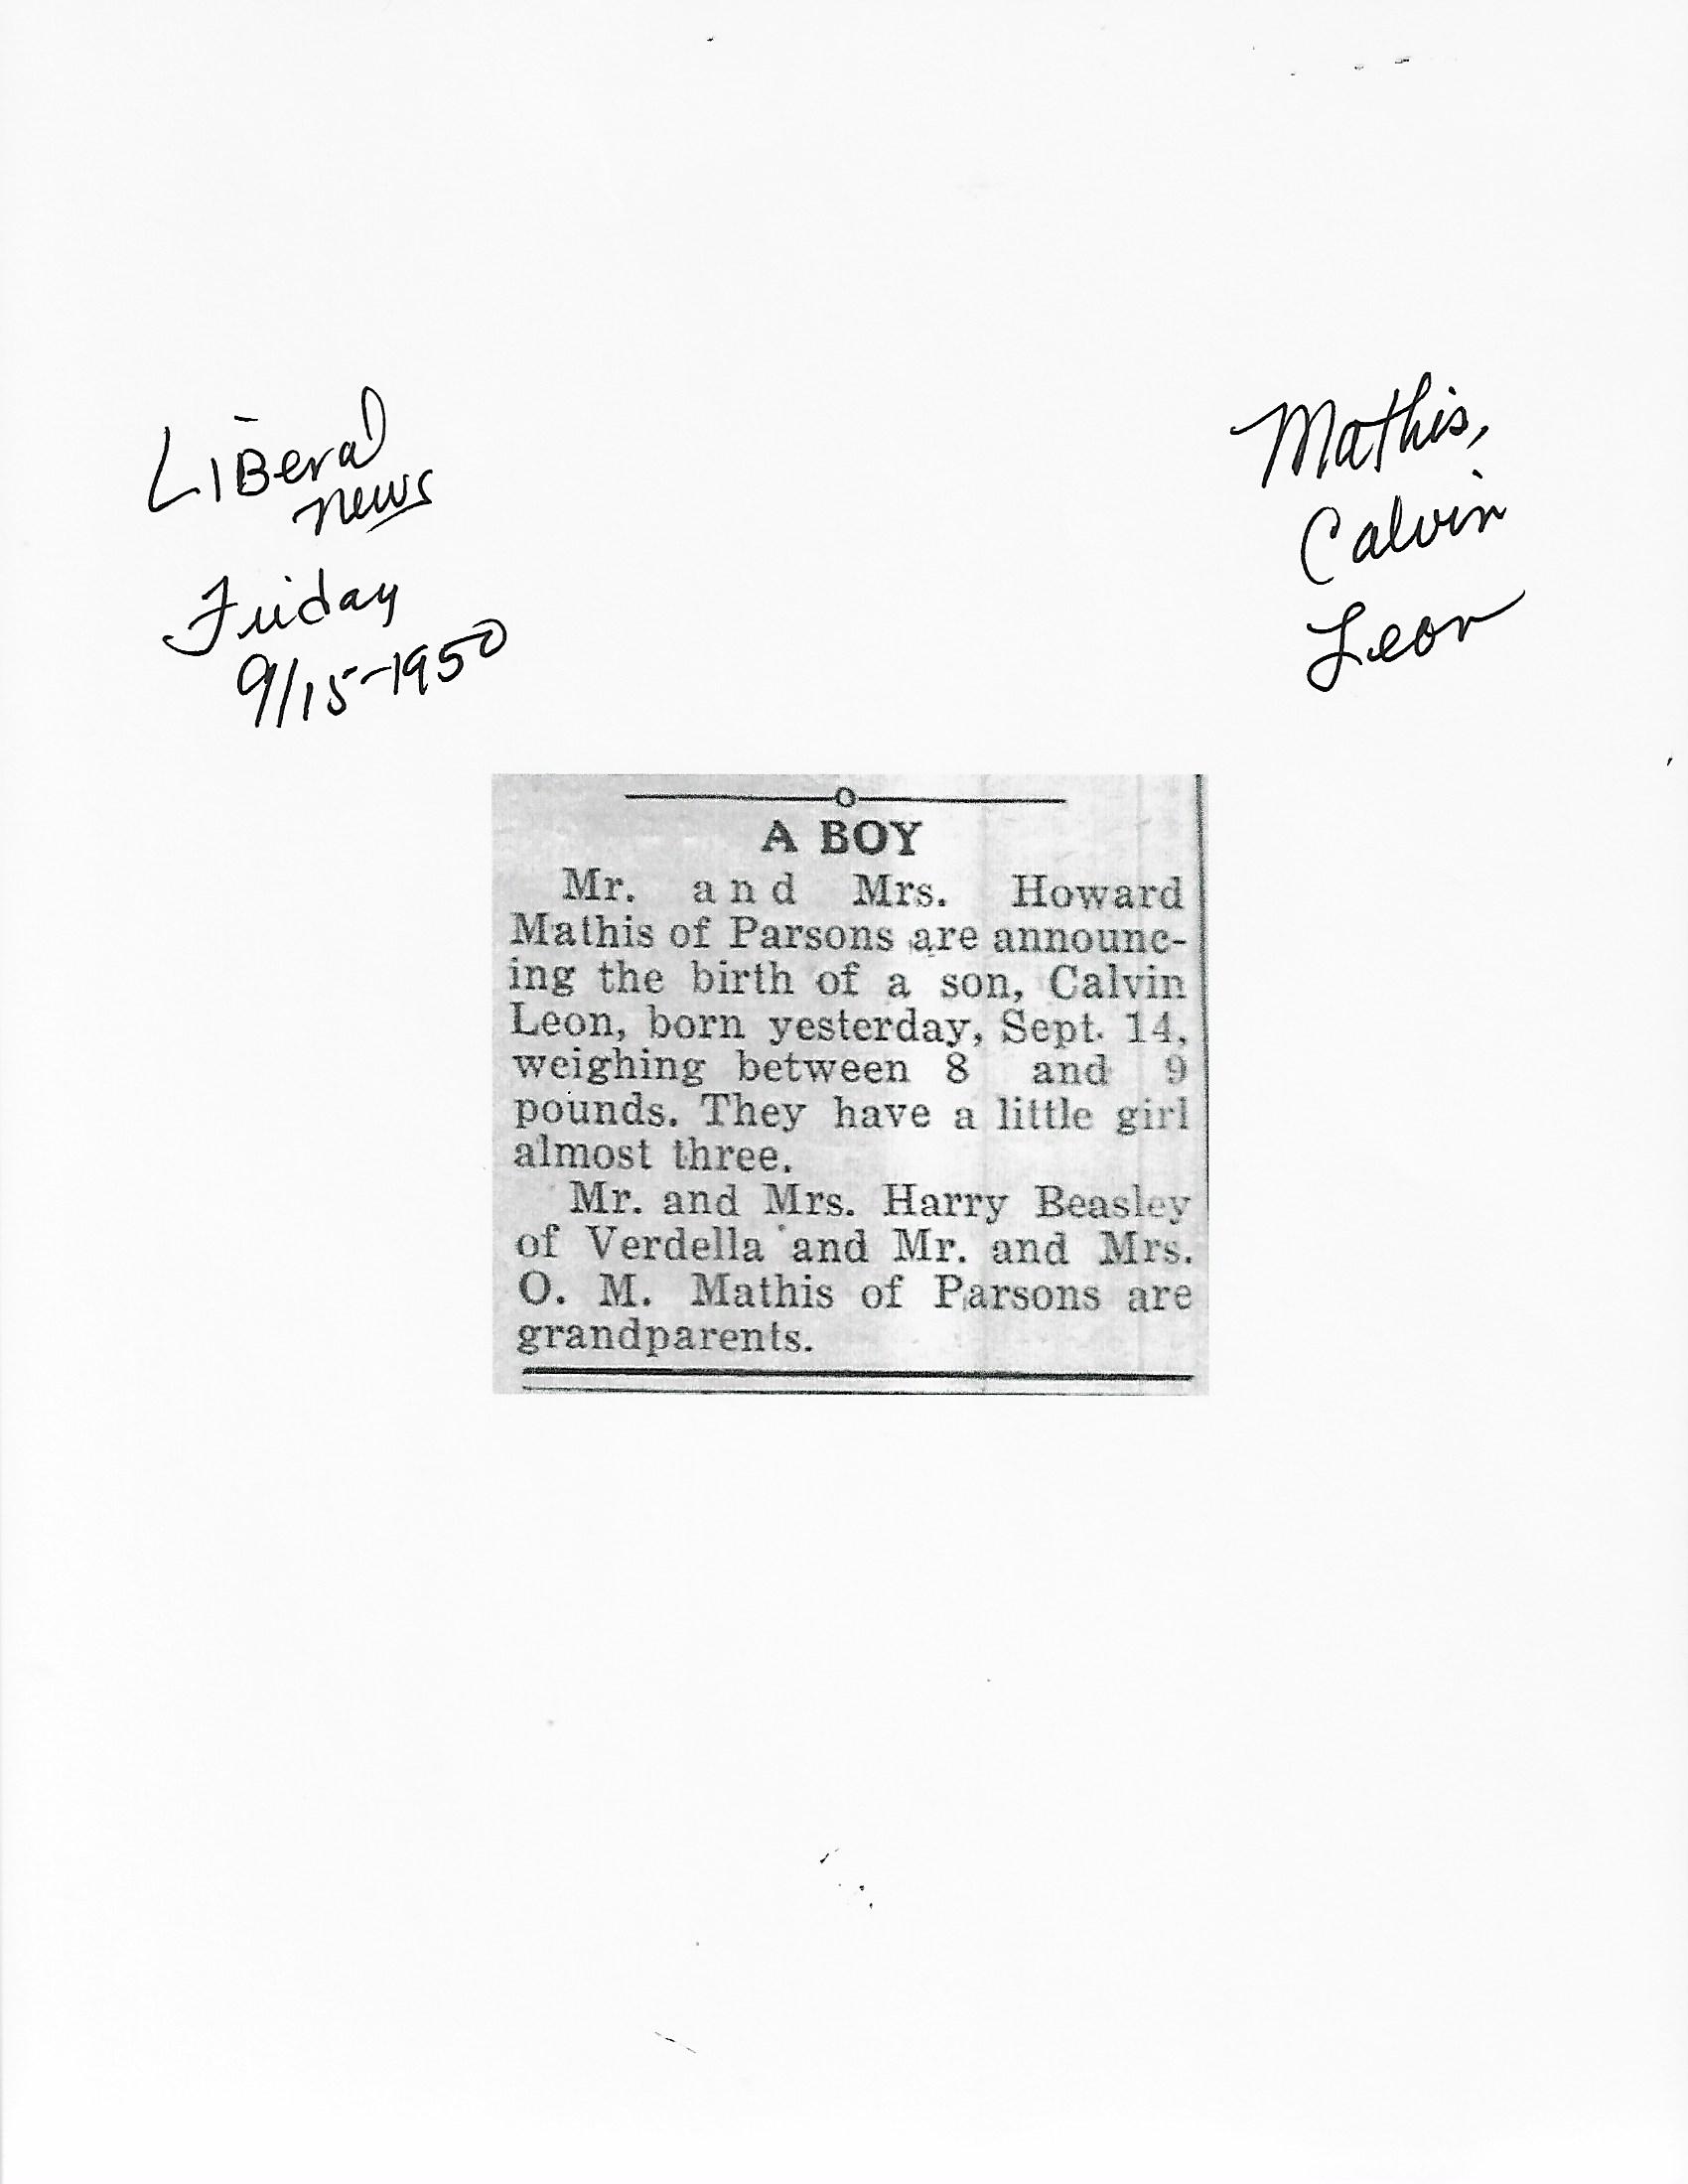 Liberal
news
Friday
9/15-1950
Mathis,
Calvin
Leon
A BOY
Mr. and Mrs. Howard
Mathis of Parsons are announc-
ing the birth of a son, Calvin
Leon, born yesterday, Sept. 14,
weighing between 8 and 9
pounds. They have a little girl
almost three.
Mr. and Mrs. Harry Beasley
of Verdella and Mr. and Mrs.
O. M. Mathis of Parsons are
grandparents.